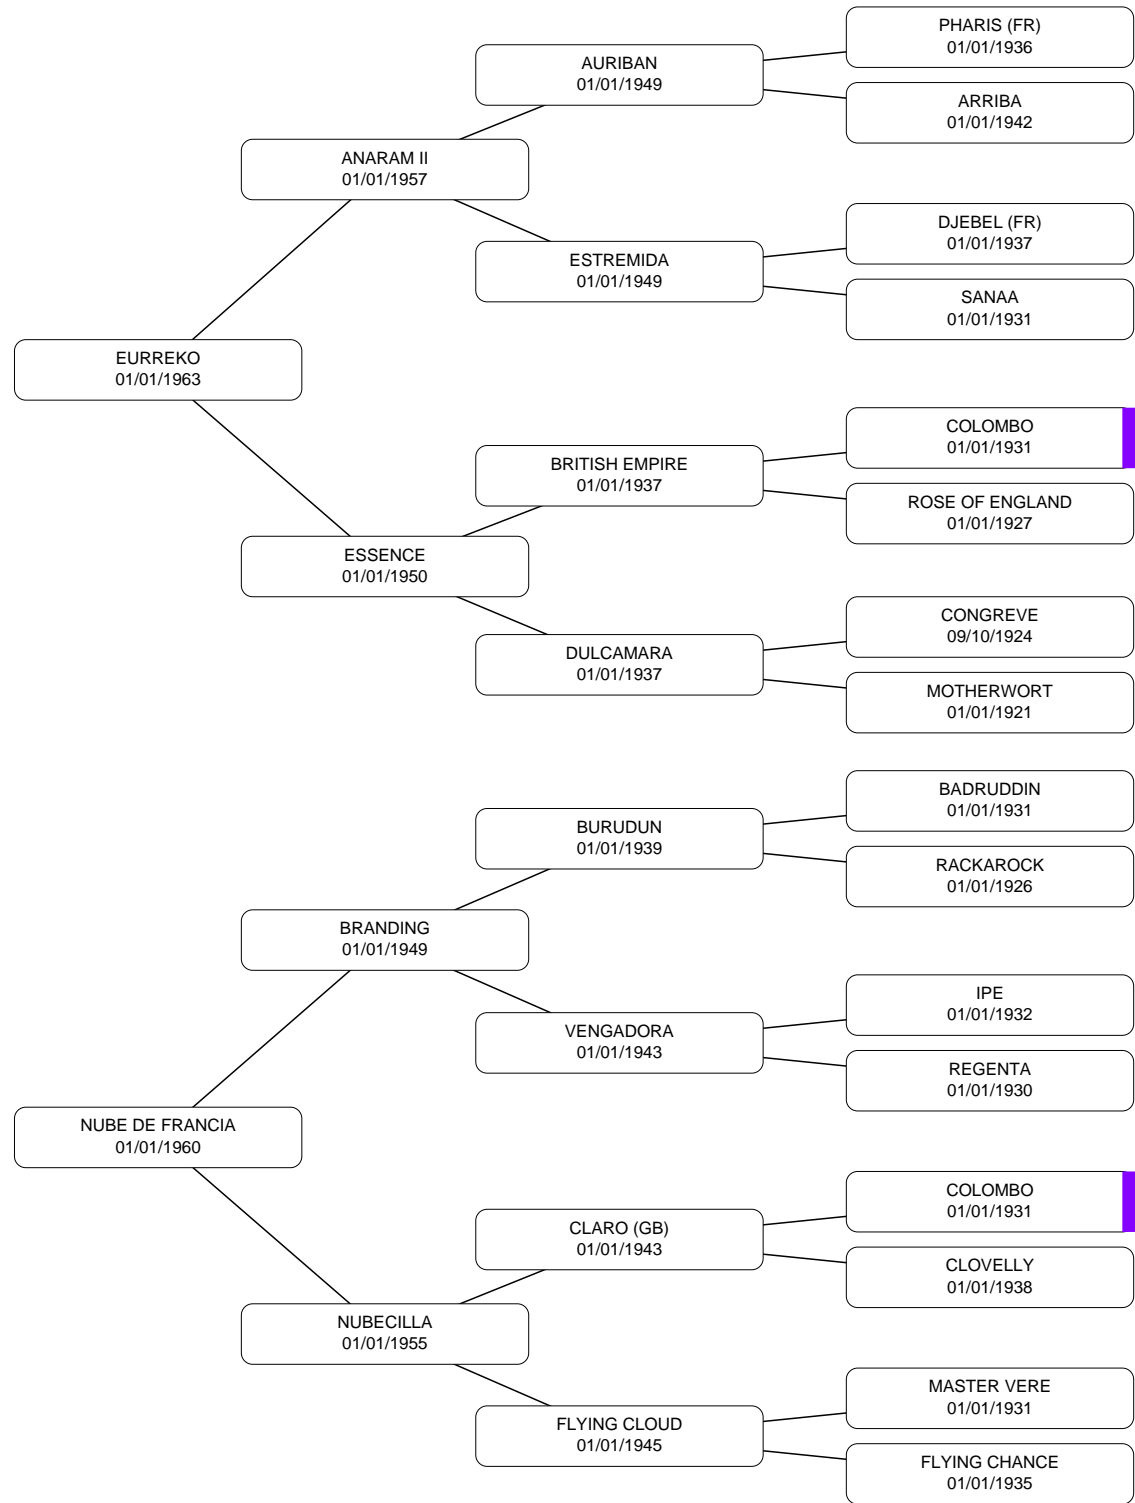 PHARIS (FR)
01/01/1936
AURIBAN
01/01/1949
ARRIBA
01/01/1942
ANARAM II
01/01/1957
DJEBEL (FR)
01/01/1937
ESTREMIDA
01/01/1949
SANAA
01/01/1931
EURREKO
01/01/1963
COLOMBO
01/01/1931
BRITISH EMPIRE
01/01/1937
ROSE OF ENGLAND
01/01/1927
ESSENCE
01/01/1950
CONGREVE
09/10/1924
DULCAMARA
01/01/1937
MOTHERWORT
01/01/1921
BADRUDDIN
01/01/1931
BURUDUN
01/01/1939
RACKAROCK
01/01/1926
BRANDING
01/01/1949
IPE
01/01/1932
VENGADORA
01/01/1943
REGENTA
01/01/1930
NUBE DE FRANCIA
01/01/1960
COLOMBO
01/01/1931
CLARO (GB)
01/01/1943
CLOVELLY
01/01/1938
NUBECILLA
01/01/1955
MASTER VERE
01/01/1931
FLYING CLOUD
01/01/1945
FLYING CHANCE
01/01/1935